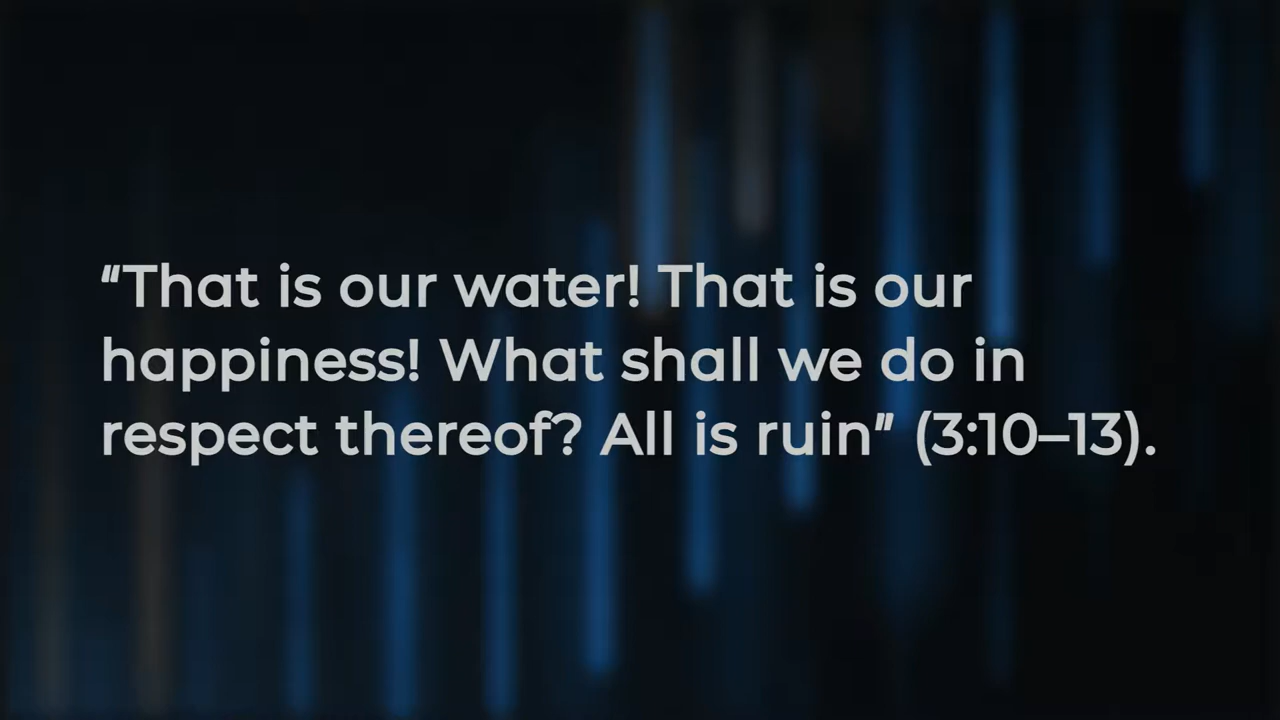 “That is our water! That is our
happiness! What shall we do in
respect thereof? All is ruin” (3:10–13).